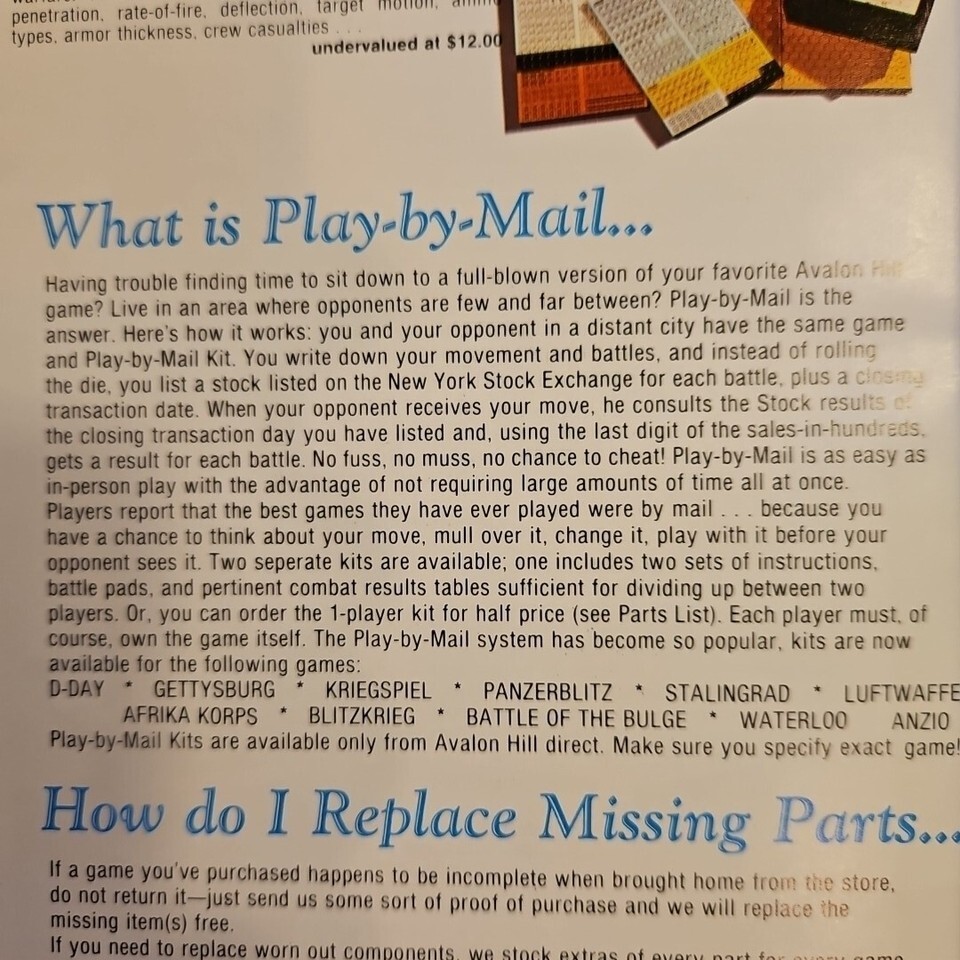 penetration, rate-of-fire, deflection, target motion,
types, armor thickness, crew casualties . . .
undervalued at $12.00
What is Play-by-Mail...
Having trouble finding time to sit down to a full-blown version of your favorite Avalon Hill
game? Live in an area where opponents are few and far between? Play-by-Mail is the
answer. Here's how it works: you and your opponent in a distant city have the same game
and Play-by-Mail Kit. You write down your movement and battles, and instead of rolling
the die, you list a stock listed on the New York Stock Exchange for each battle, plus a closing
transaction date. When your opponent receives your move, he consults the Stock results of
the closing transaction day you have listed and, using the last digit of the sales-in-hundreds,
gets a result for each battle. No fuss, no muss, no chance to cheat! Play-by-Mail is as easy as
in-person play with the advantage of not requiring large amounts of time all at once.
Players report that the best games they have ever played were by mail . . . because you
have a chance to think about your move, mull over it, change it, play with it before your
opponent sees it. Two seperate kits are available; one includes two sets of instructions,
battle pads, and pertinent combat results tables sufficient for dividing up between two
players. Or, you can order the 1-player kit for half price (see Parts List). Each player must, of
course, own the game itself. The Play-by-Mail system has become so popular, kits are now
available for the following games:
D-DAY * GETTYSBURG * KRIEGSPIEL * PANZERBLITZ * STALINGRAD * LUFTWAFFE
AFRIKA KORPS * BLITZKRIEG * BATTLE OF THE BULGE * WATERLOO ANZIO
Play-by-Mail Kits are available only from Avalon Hill direct. Make sure you specify exact game!
How do I Replace Missing Parts...
If a game you've purchased happens to be incomplete when brought home from the store,
do not return it—just send us some sort of proof of purchase and we will replace the
missing item(s) free.
If you need to replace worn out components, we stock extras of every part for every game